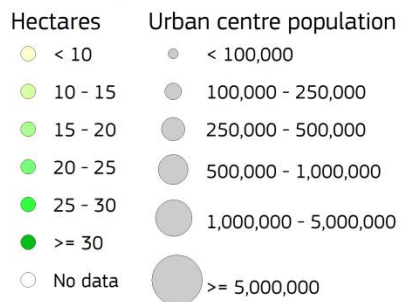 Hectares
< 10
10 - 15
15 - 20
20 - 25
25 - 30
>= 30
No data
Urban centre population
< 100,000
100,000 - 250,000
250,000 - 500,000
500,000 - 1,000,000
1,000,000 - 5,000,000
>= 5,000,000